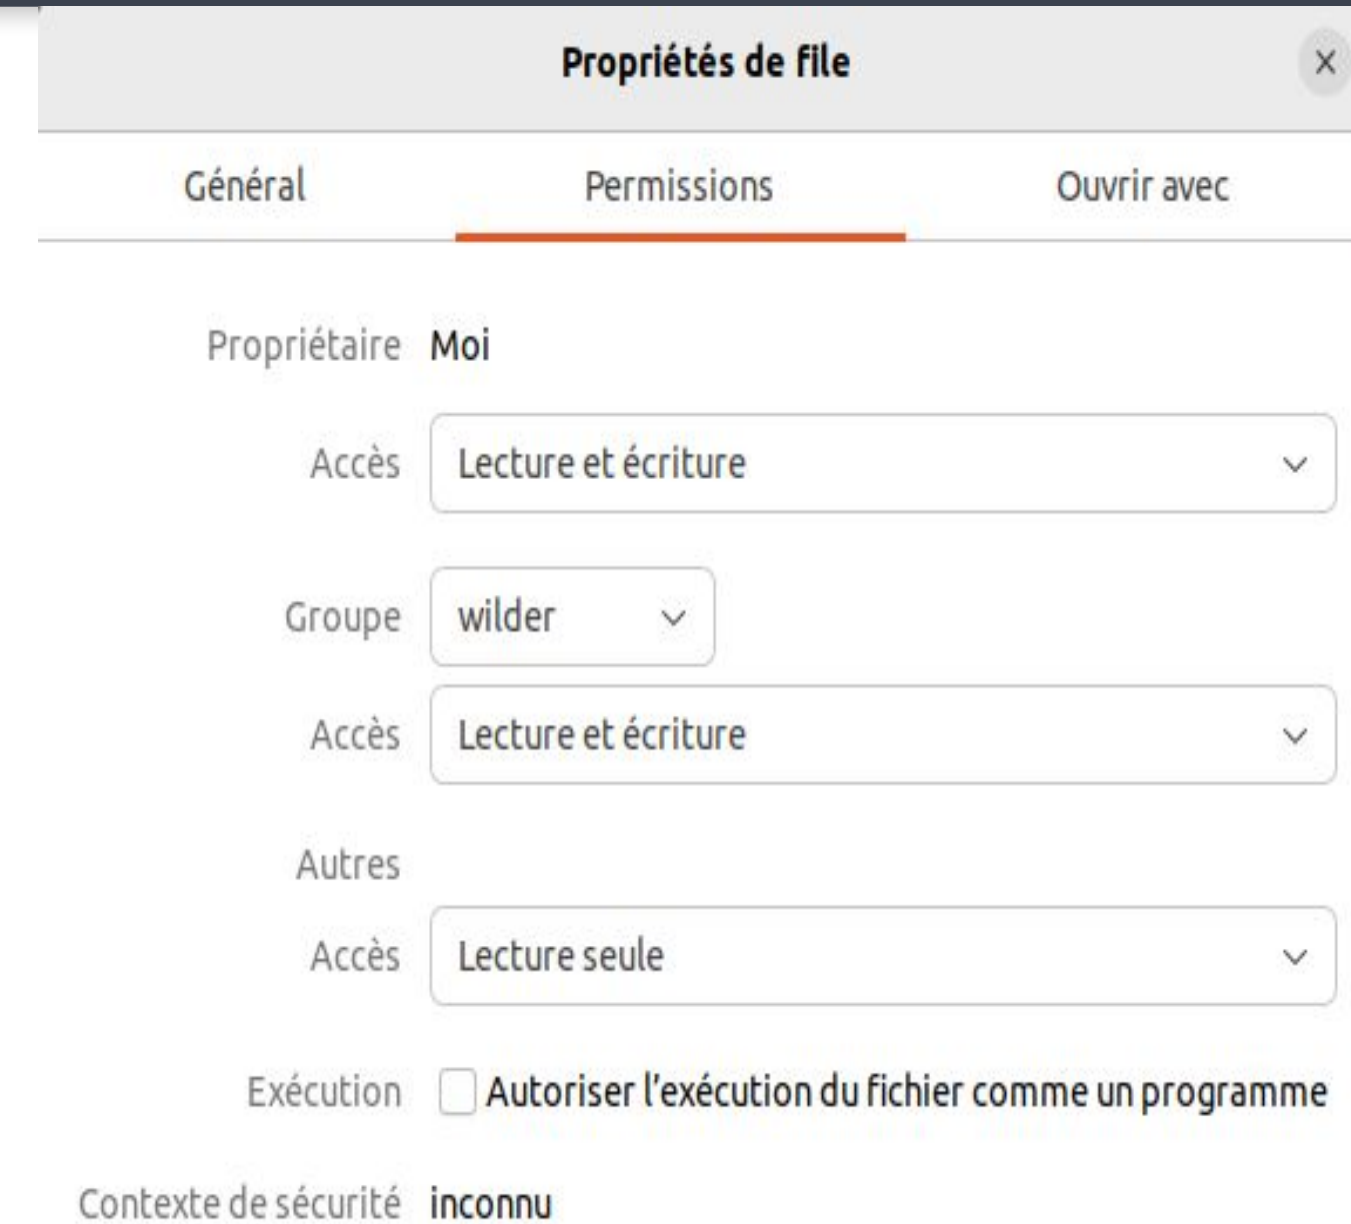 Propriétés de file
Général Permissions Ouvrir avec
Propriétaire Moi
Accès Lecture et écriture
Groupe wilder
Accès Lecture et écriture
Autres
Accès Lecture seule
Exécution Autoriser l’exécution du fichier comme un programme
Contexte de sécurité inconnu